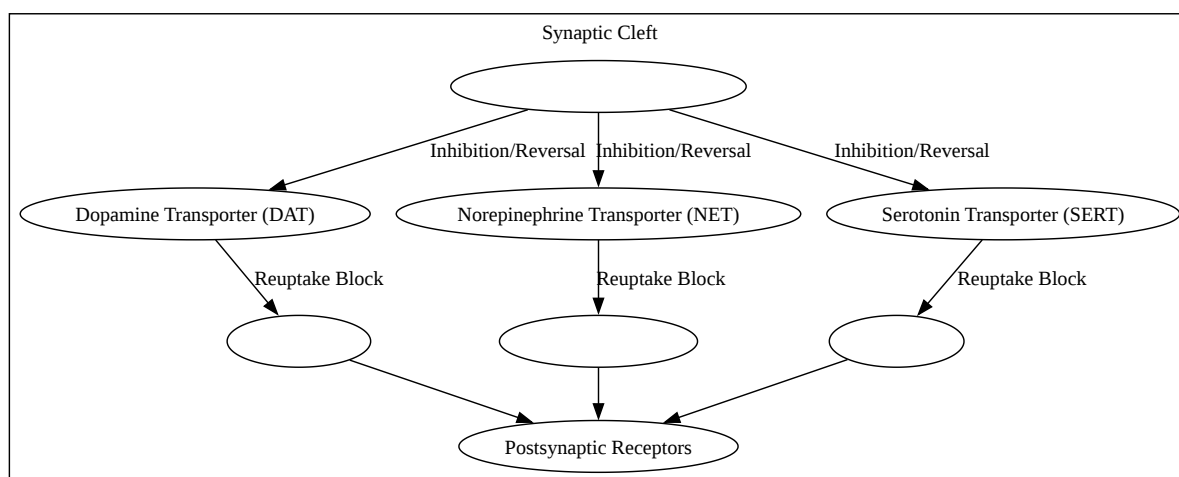 Synaptic Cleft
Inhibition/Reversal
Inhibition/Reversal
Inhibition/Reversal
Dopamine Transporter (DAT)
Norepinephrine Transporter (NET)
Serotonin Transporter (SERT)
Reuptake Block
Reuptake Block
Reuptake Block
Postsynaptic Receptors